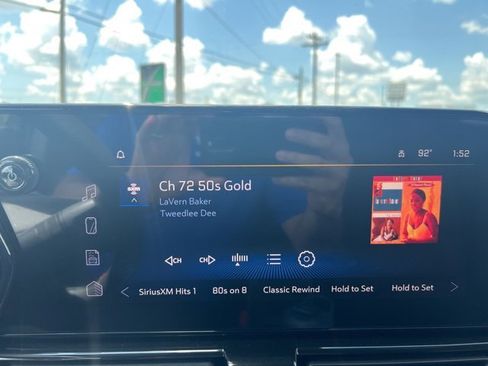 92° 1:52
Ch 72 50s Gold
LaVern Baker
Tweedlee Dee
CH CH
SiriusXM Hits 1 80s on 8 Classic Rewind Hold to Set Hold to Set